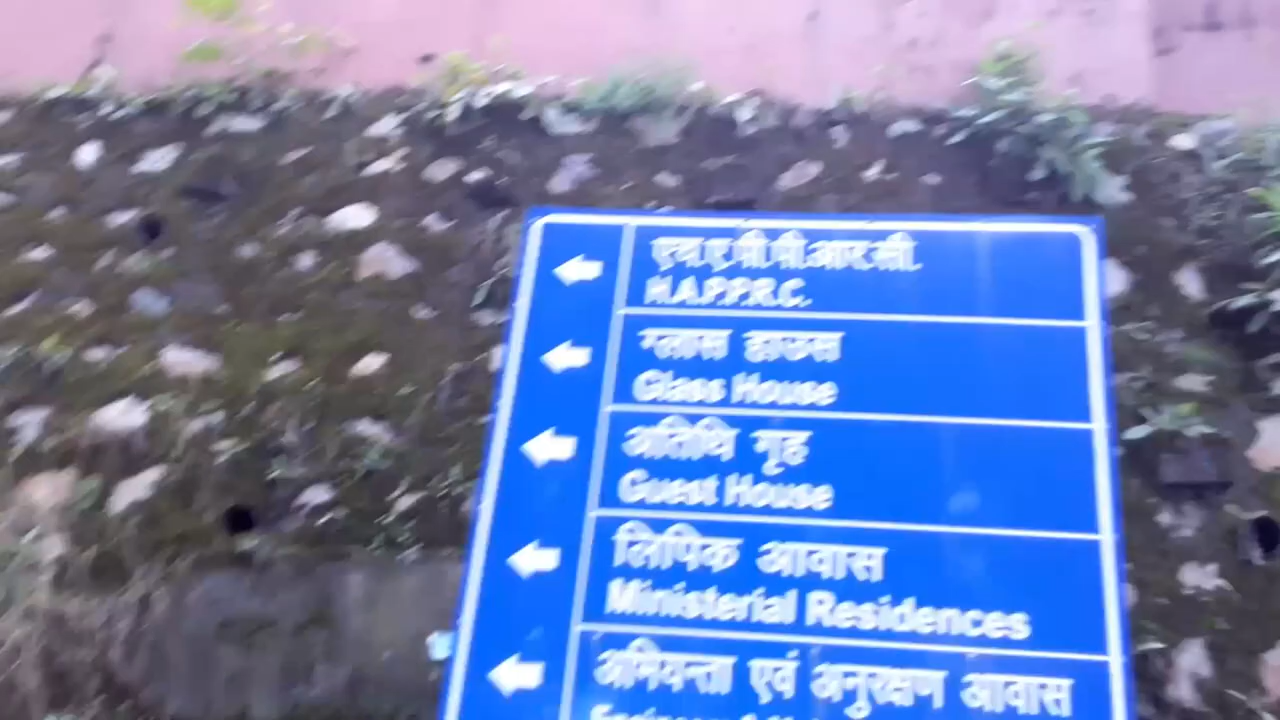 एच.ए.पी.पी.आर.सी.
H.A.P.P.R.C.
ग्लास हाउस
Glass House
अतिथि गृह
Guest House
लिपिक आवास
Ministerial Residences
अभियन्ता एवं अनुरक्षण आवास